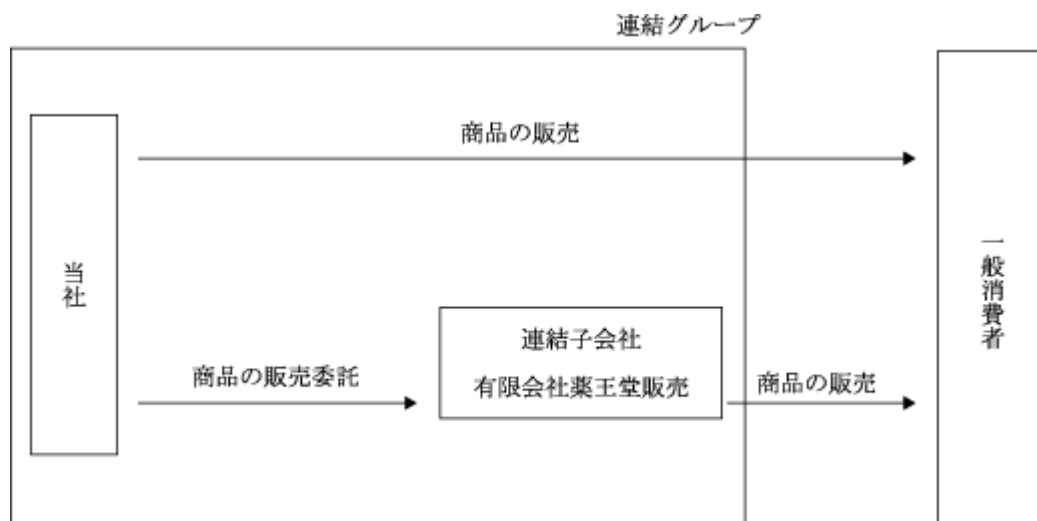 連結グループ
商品の販売
当社
一般消費者
連結子会社
有限会社薬王堂販売
商品の販売委託
商品の販売